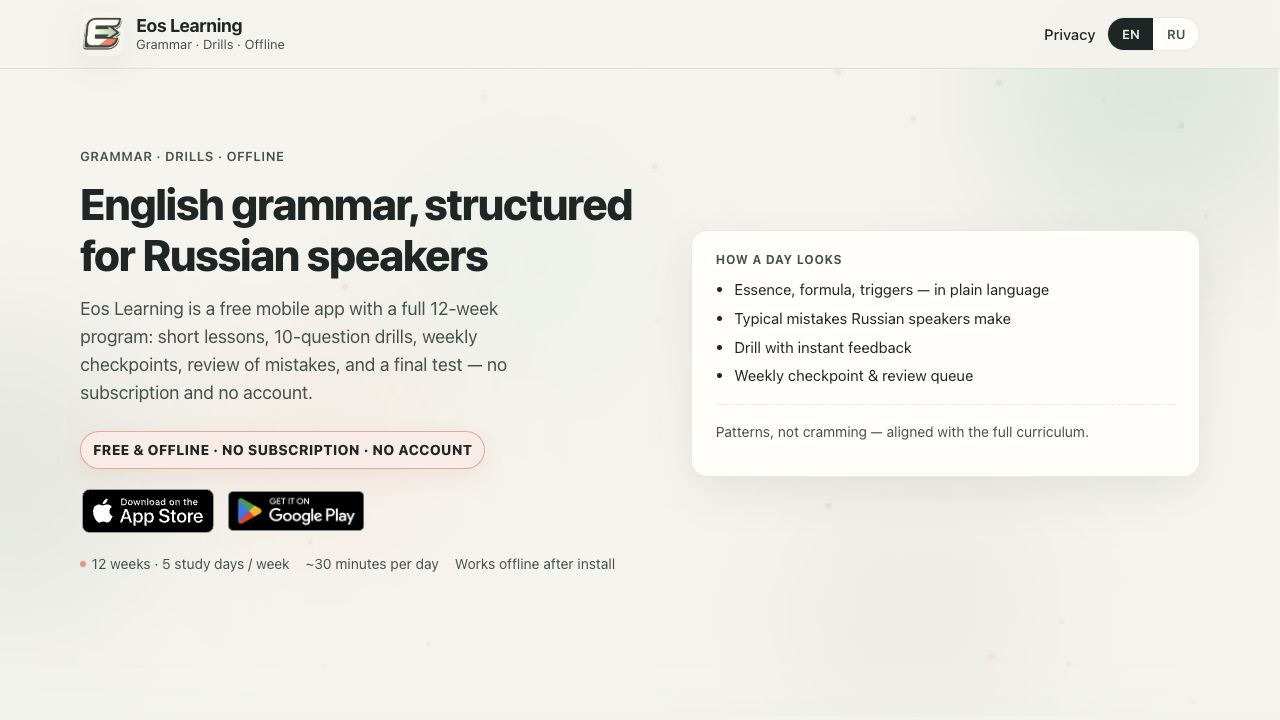 Eos Learning
Grammar · Drills · Offline
Privacy
EN
RU
GRAMMAR · DRILLS · OFFLINE
English grammar, structured
for Russian speakers
Eos Learning is a free mobile app with a full 12-week
program: short lessons, 10-question drills, weekly
checkpoints, review of mistakes, and a final test — no
subscription and no account.
FREE & OFFLINE · NO SUBSCRIPTION · NO ACCOUNT
Download on the
App Store
GET IT ON
Google Play
12 weeks · 5 study days / week
~30 minutes per day
Works offline after install
HOW A DAY LOOKS
• Essence, formula, triggers — in plain language
• Typical mistakes Russian speakers make
• Drill with instant feedback
• Weekly checkpoint & review queue
Patterns, not cramming — aligned with the full curriculum.